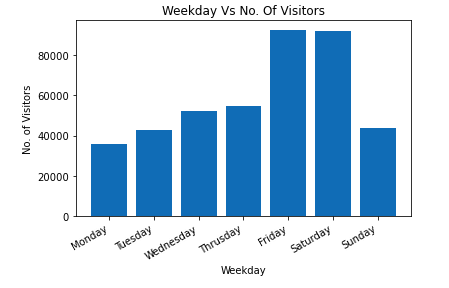 Weekday Vs No. Of Visitors
No. of Visitors
80000
60000
40000
20000
0
Monday
Tuesday
Wednesday
Thrusday
Friday
Saturday
Sunday
Weekday